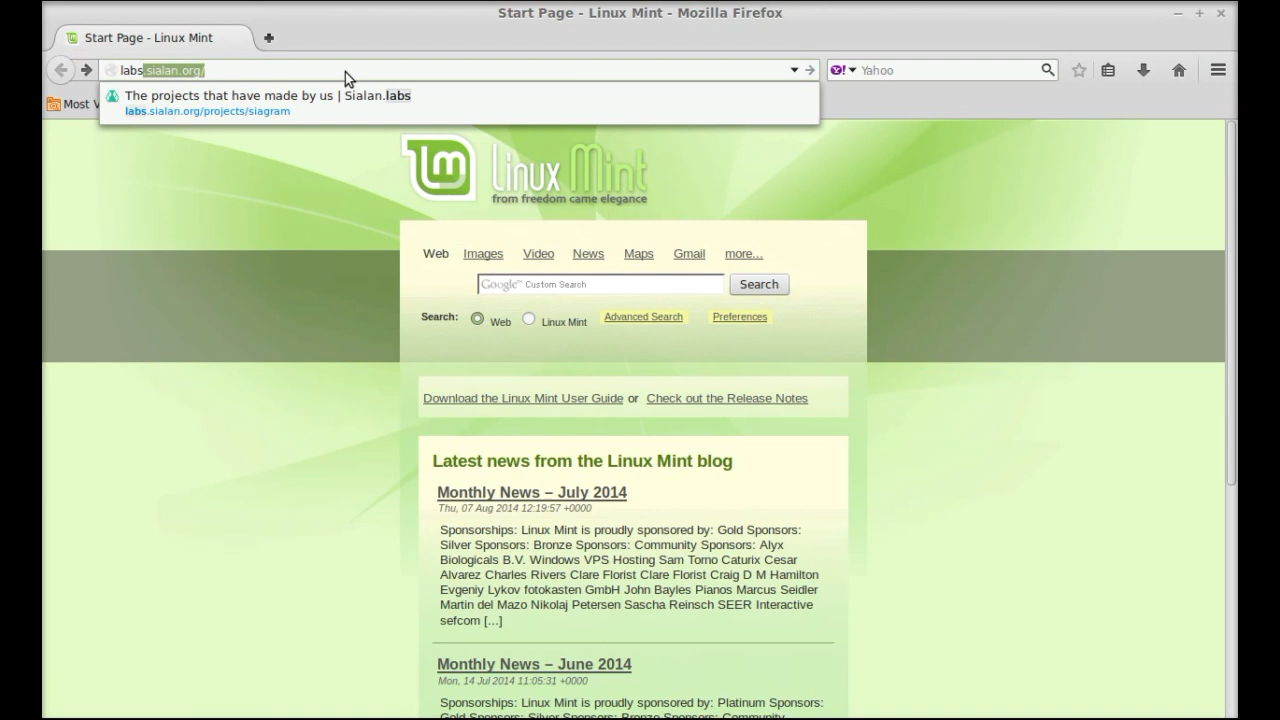 Start Page - Linux Mint - Mozilla Firefox
Start Page - Linux Mint
labs.sialan.org/
Yahoo
The projects that have made by us | Sialan.labs
labs.sialan.org/projects/siagram
Most V
Linux Mint
from freedom came elegance
Web Images Video News Maps Gmail more...
Google™ Custom Search Search
Search: Web Linux Mint Advanced Search Preferences
Download the Linux Mint User Guide or Check out the Release Notes
Latest news from the Linux Mint blog
Monthly News – July 2014
Thu, 07 Aug 2014 12:19:57 +0000
Sponsorships: Linux Mint is proudly sponsored by: Gold Sponsors:
Silver Sponsors: Bronze Sponsors: Community Sponsors: Alyx
Biologicals B.V. Windows VPS Hosting Sam Torno Caturix Cesar
Alvarez Charles Rivers Clare Florist Clare Florist Craig D M Hamilton
Evgeniy Lykov fotokasten GmbH John Bayles Pianos Marcus Seidler
Martin del Mazo Nikolaj Petersen Sascha Reinsch SEER Interactive
sefcom [...]
Monthly News – June 2014
Mon, 14 Jul 2014 11:05:31 +0000
Sponsorships: Linux Mint is proudly sponsored by: Platinum Sponsors:
Gold Sponsors: Silver Sponsors: Bronze Sponsors: Community